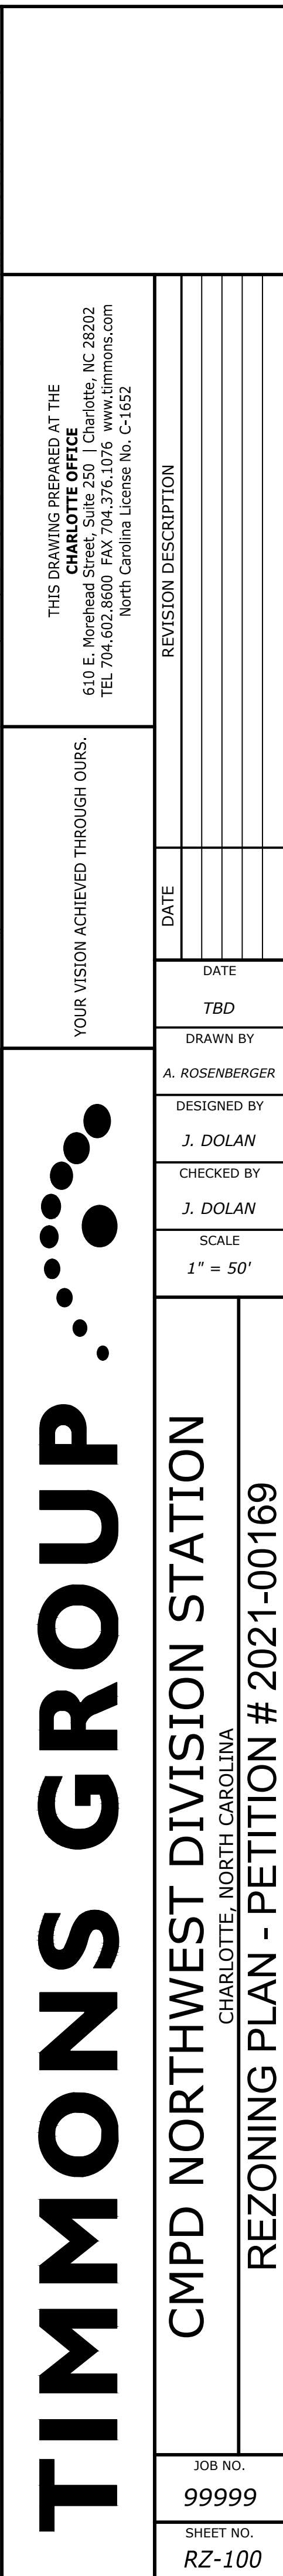 THIS DRAWING PREPARED AT THE
CHARLOTTE OFFICE
610 E. Morehead Street, Suite 250 | Charlotte, NC 28202
TEL 704.602.8600 FAX 704.376.1076 www.timmons.com
North Carolina License No. C-1652
REVISION DESCRIPTION
DATE
YOUR VISION ACHIEVED THROUGH OURS.
DATE
TBD
DRAWN BY
A. ROSENBERGER
DESIGNED BY
J. DOLAN
CHECKED BY
J. DOLAN
SCALE
1" = 50'
TIMMONS GROUP
CMPD NORTHWEST DIVISION STATION
CHARLOTTE, NORTH CAROLINA
REZONING PLAN - PETITION # 2021-00169
JOB NO.
99999
SHEET NO.
RZ-100